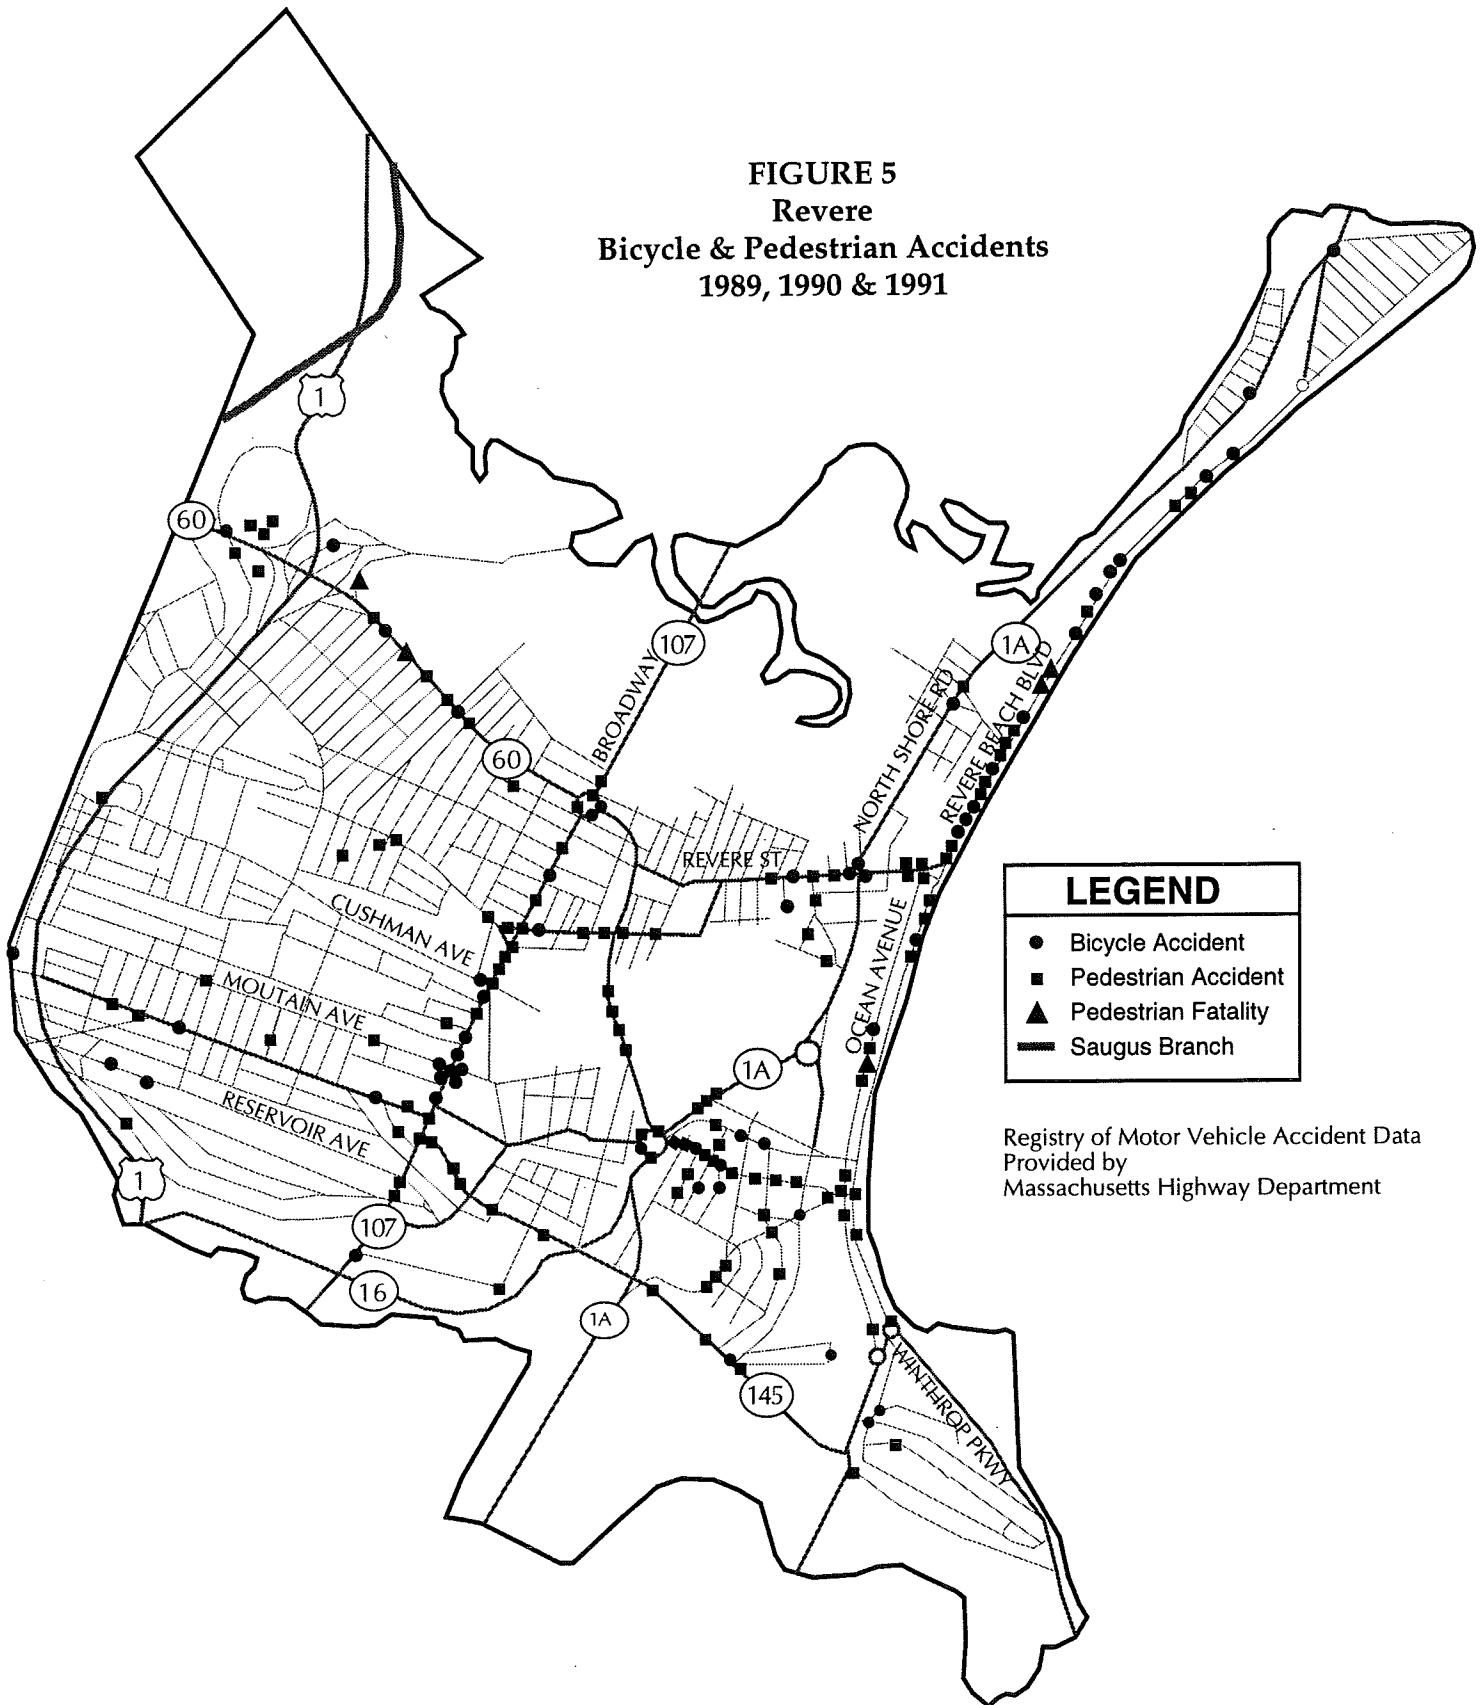 FIGURE 5
Revere
Bicycle & Pedestrian Accidents
1989, 1990 & 1991
1
60
107
1A
BROADWAY
NORTH SHORE RD
REVERE BEACH BLVD
60
REVERE ST
CUSHMAN AVE
OCEAN AVENUE
MOUTAIN AVE
1A
RESERVOIR AVE
1
107
16
1A
145
WINTHROP PKWY
LEGEND
Bicycle Accident
Pedestrian Accident
Pedestrian Fatality
Saugus Branch
Registry of Motor Vehicle Accident Data
Provided by
Massachusetts Highway Department